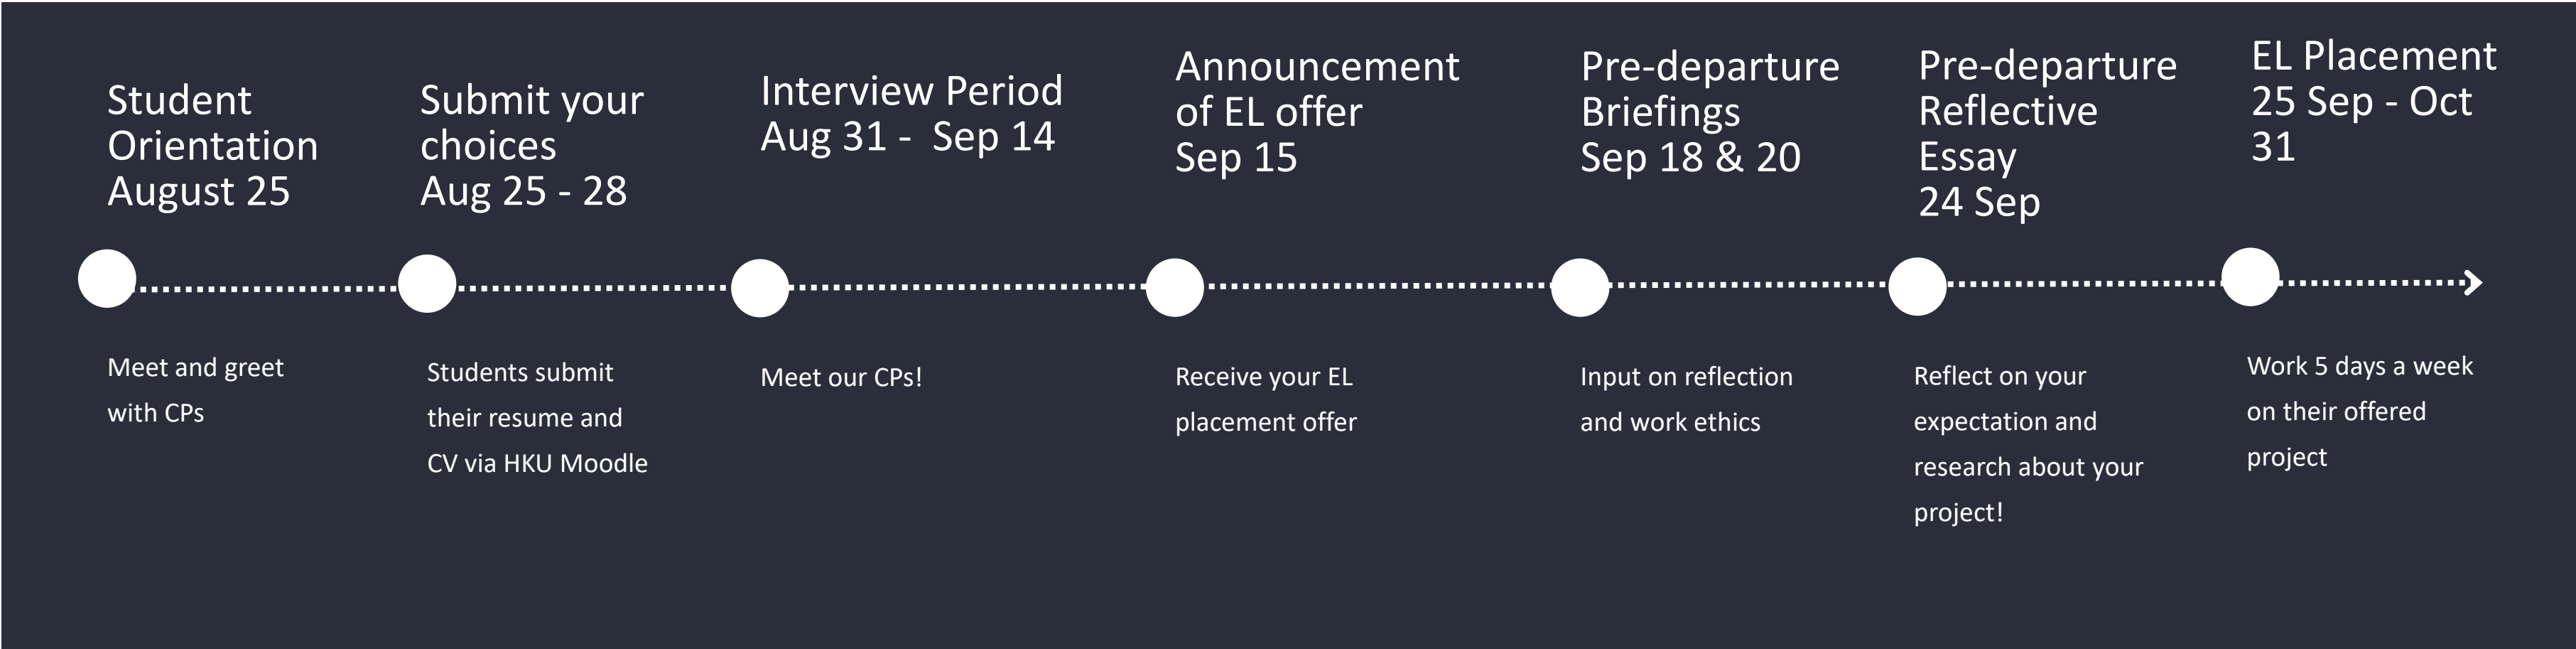 Student
Orientation
August 25
Meet and greet
with CPs
Submit your
choices
Aug 25 - 28
Students submit
their resume and
CV via HKU Moodle
Interview Period
Aug 31 -  Sep 14
Meet our CPs!
Announcement
of EL offer
Sep 15
Receive your EL
placement offer
Pre-departure
Briefings
Sep 18 & 20
Input on reflection
and work ethics
Pre-departure
Reflective
Essay
24 Sep
Reflect on your
expectation and
research about your
project!
EL Placement
25 Sep - Oct
31
Work 5 days a week
on their offered
project